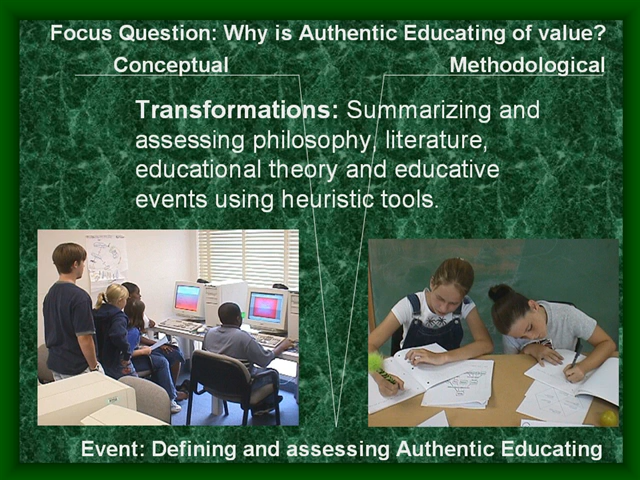 Focus Question: Why is Authentic Educating of value?
Conceptual Methodological
Transformations: Summarizing and
assessing philosophy, literature,
educational theory and educative
events using heuristic tools.
Event: Defining and assessing Authentic Educating